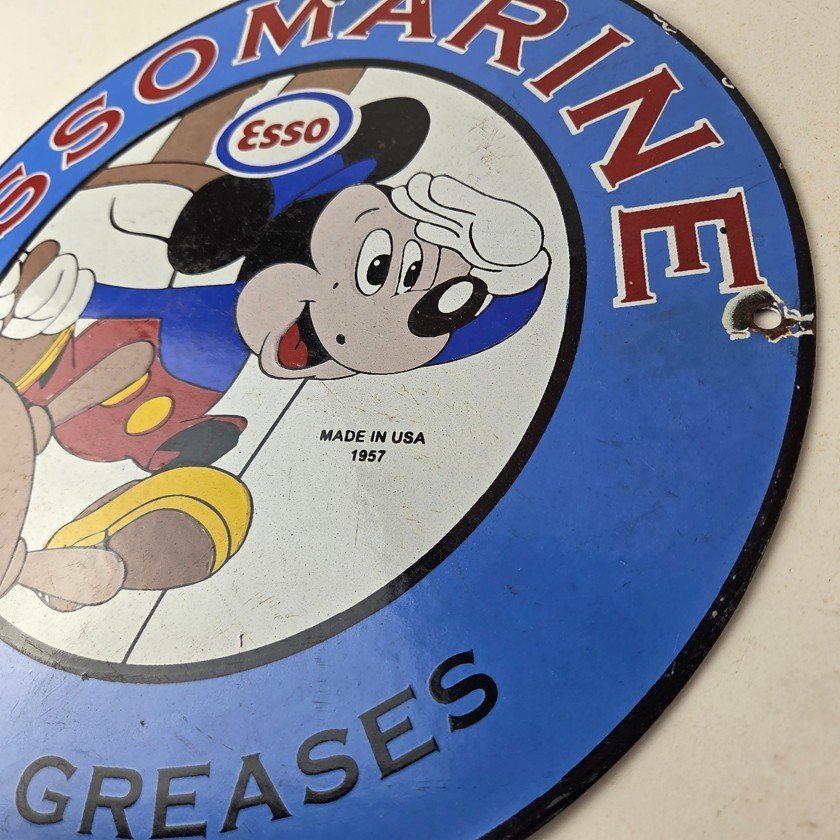 SSOMARINE
Esso
MADE IN USA
1957
GREASES